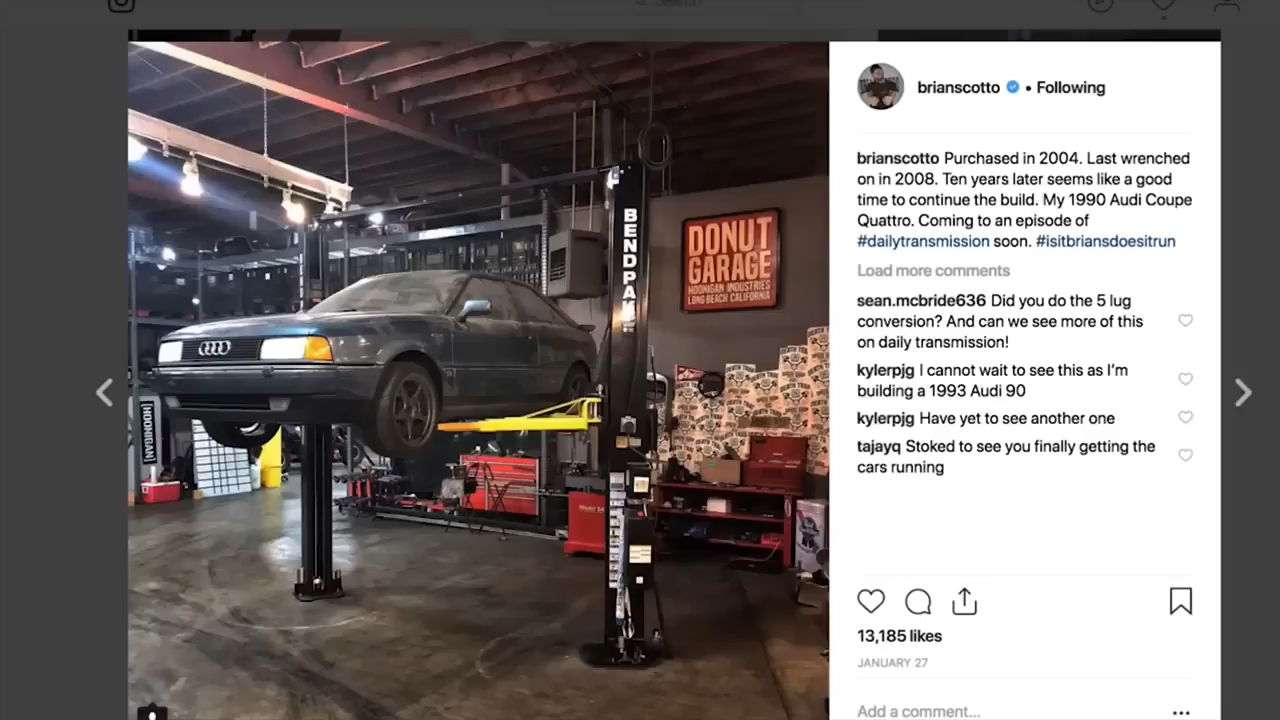 Search
brianscotto • Following
brianscotto Purchased in 2004. Last wrenched
on in 2008. Ten years later seems like a good
time to continue the build. My 1990 Audi Coupe
Quattro. Coming to an episode of
#dailytransmission soon. #isitbriansdoesitrun
Load more comments
sean.mcbride636 Did you do the 5 lug
conversion? And can we see more of this
on daily transmission!
kylerpjg I cannot wait to see this as I'm
building a 1993 Audi 90
kylerpjg Have yet to see another one
tajayq Stoked to see you finally getting the
cars running
13,185 likes
JANUARY 27
Add a comment...
BENDPAK
DONUT
GARAGE
HOONIGAN INDUSTRIES
LONG BEACH CALIFORNIA
[HOONIGAN]